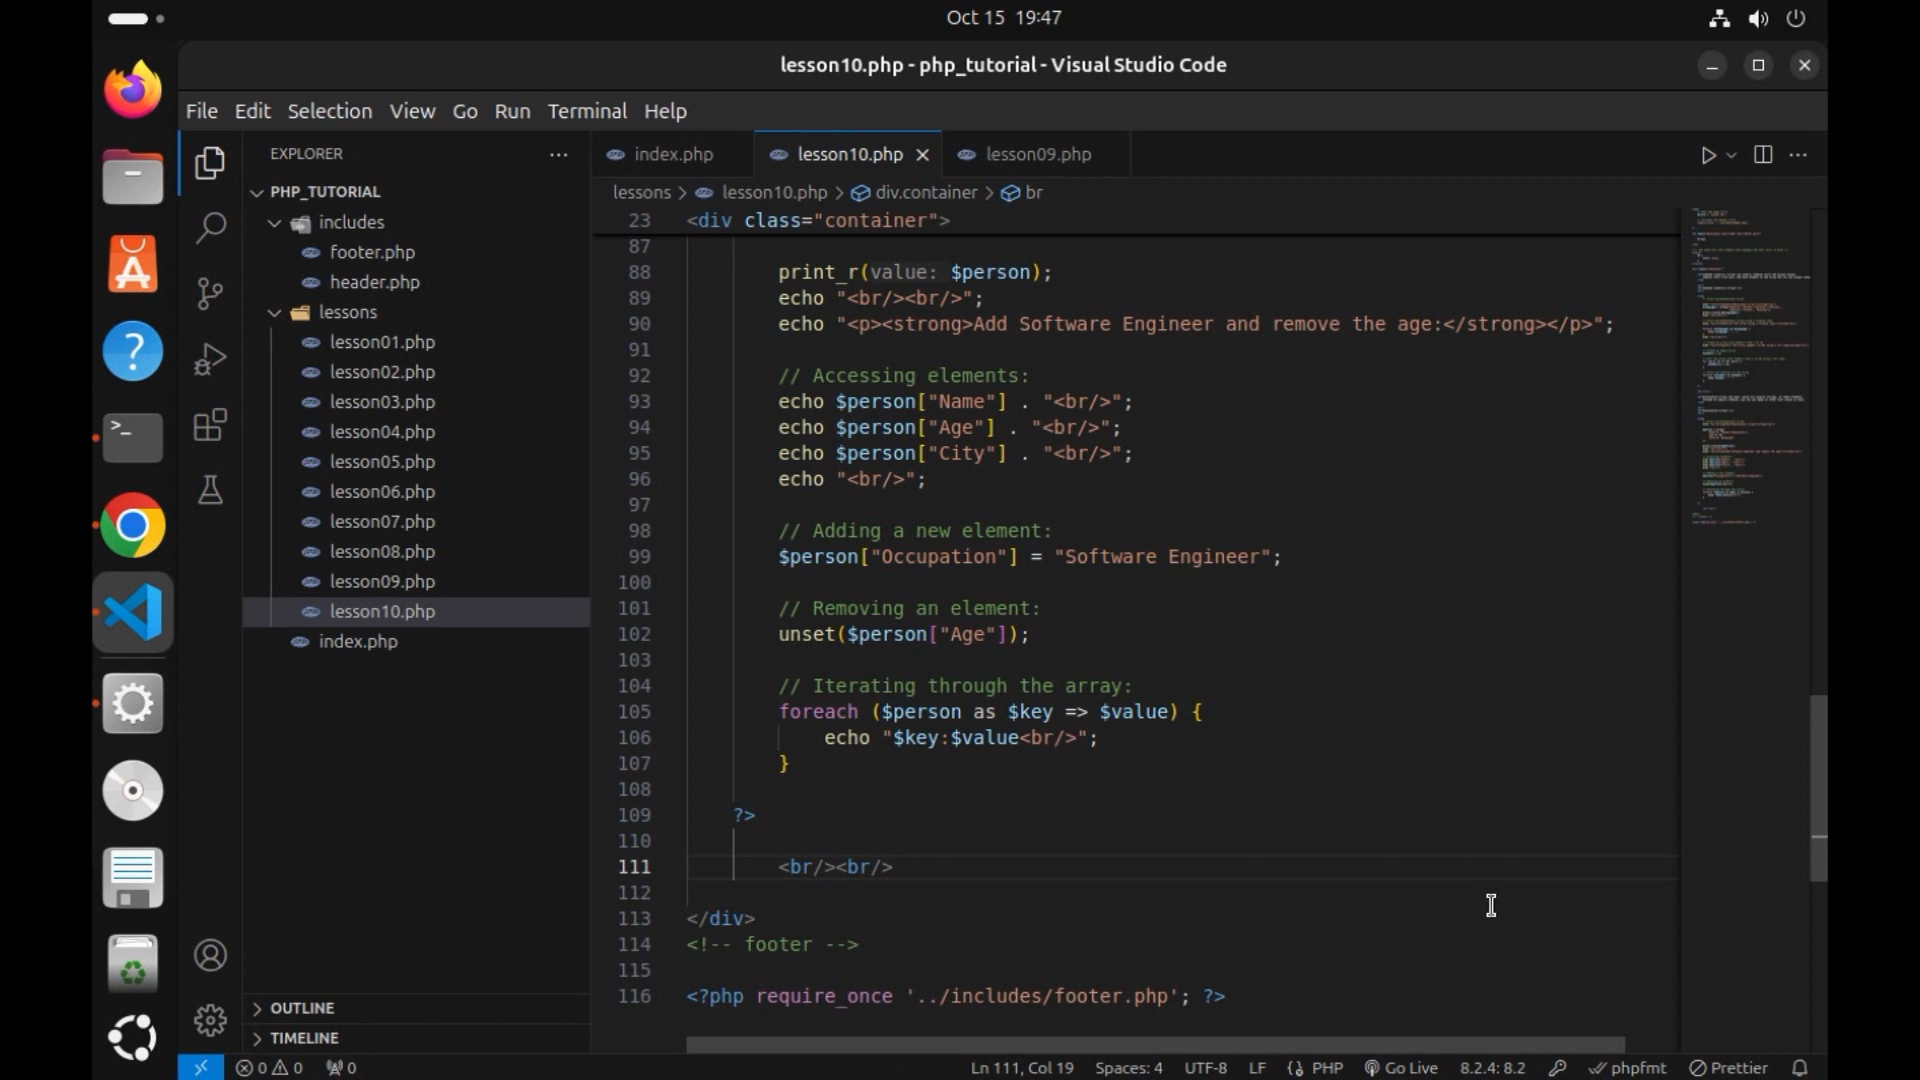 Oct 15 19:47
lesson10.php - php_tutorial - Visual Studio Code
File Edit Selection View Go Run Terminal Help
EXPLORER
index.php lesson10.php lesson09.php
PHP_TUTORIAL
includes
footer.php
header.php
lessons
lesson01.php
lesson02.php
lesson03.php
lesson04.php
lesson05.php
lesson06.php
lesson07.php
lesson08.php
lesson09.php
lesson10.php
index.php
OUTLINE
TIMELINE
lessons > lesson10.php > div.container > br
23 <div class="container">
87
88 print_r(value: $person);
89 echo "<br/><br/>";
90 echo "<p><strong>Add Software Engineer and remove the age:</strong></p>";
91
92 // Accessing elements:
93 echo $person["Name"] . "<br/>";
94 echo $person["Age"] . "<br/>";
95 echo $person["City"] . "<br/>";
96 echo "<br/>";
97
98 // Adding a new element:
99 $person["Occupation"] = "Software Engineer";
100
101 // Removing an element:
102 unset($person["Age"]);
103
104 // Iterating through the array:
105 foreach ($person as $key => $value) {
106 echo "$key:$value<br/>";
107 }
108
109 ?>
110
111 <br/><br/>
112
113 </div>
114 <!-- footer -->
115
116 <?php require_once '../includes/footer.php'; ?>
0 0 0 Ln 111, Col 19 Spaces: 4 UTF-8 LF {} PHP Go Live 8.2.4: 8.2 phpfmt Prettier